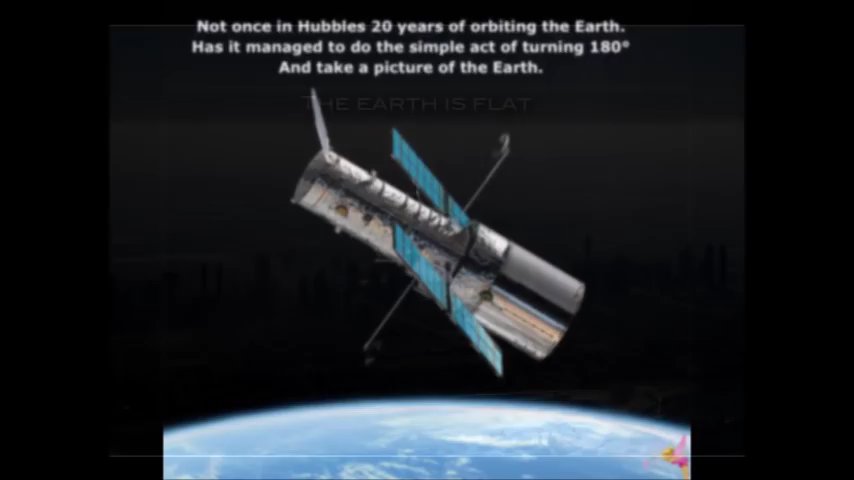 Not once in Hubbles 20 years of orbiting the Earth.
Has it managed to do the simple act of turning 180°
And take a picture of the Earth.
THE EARTH IS FLAT